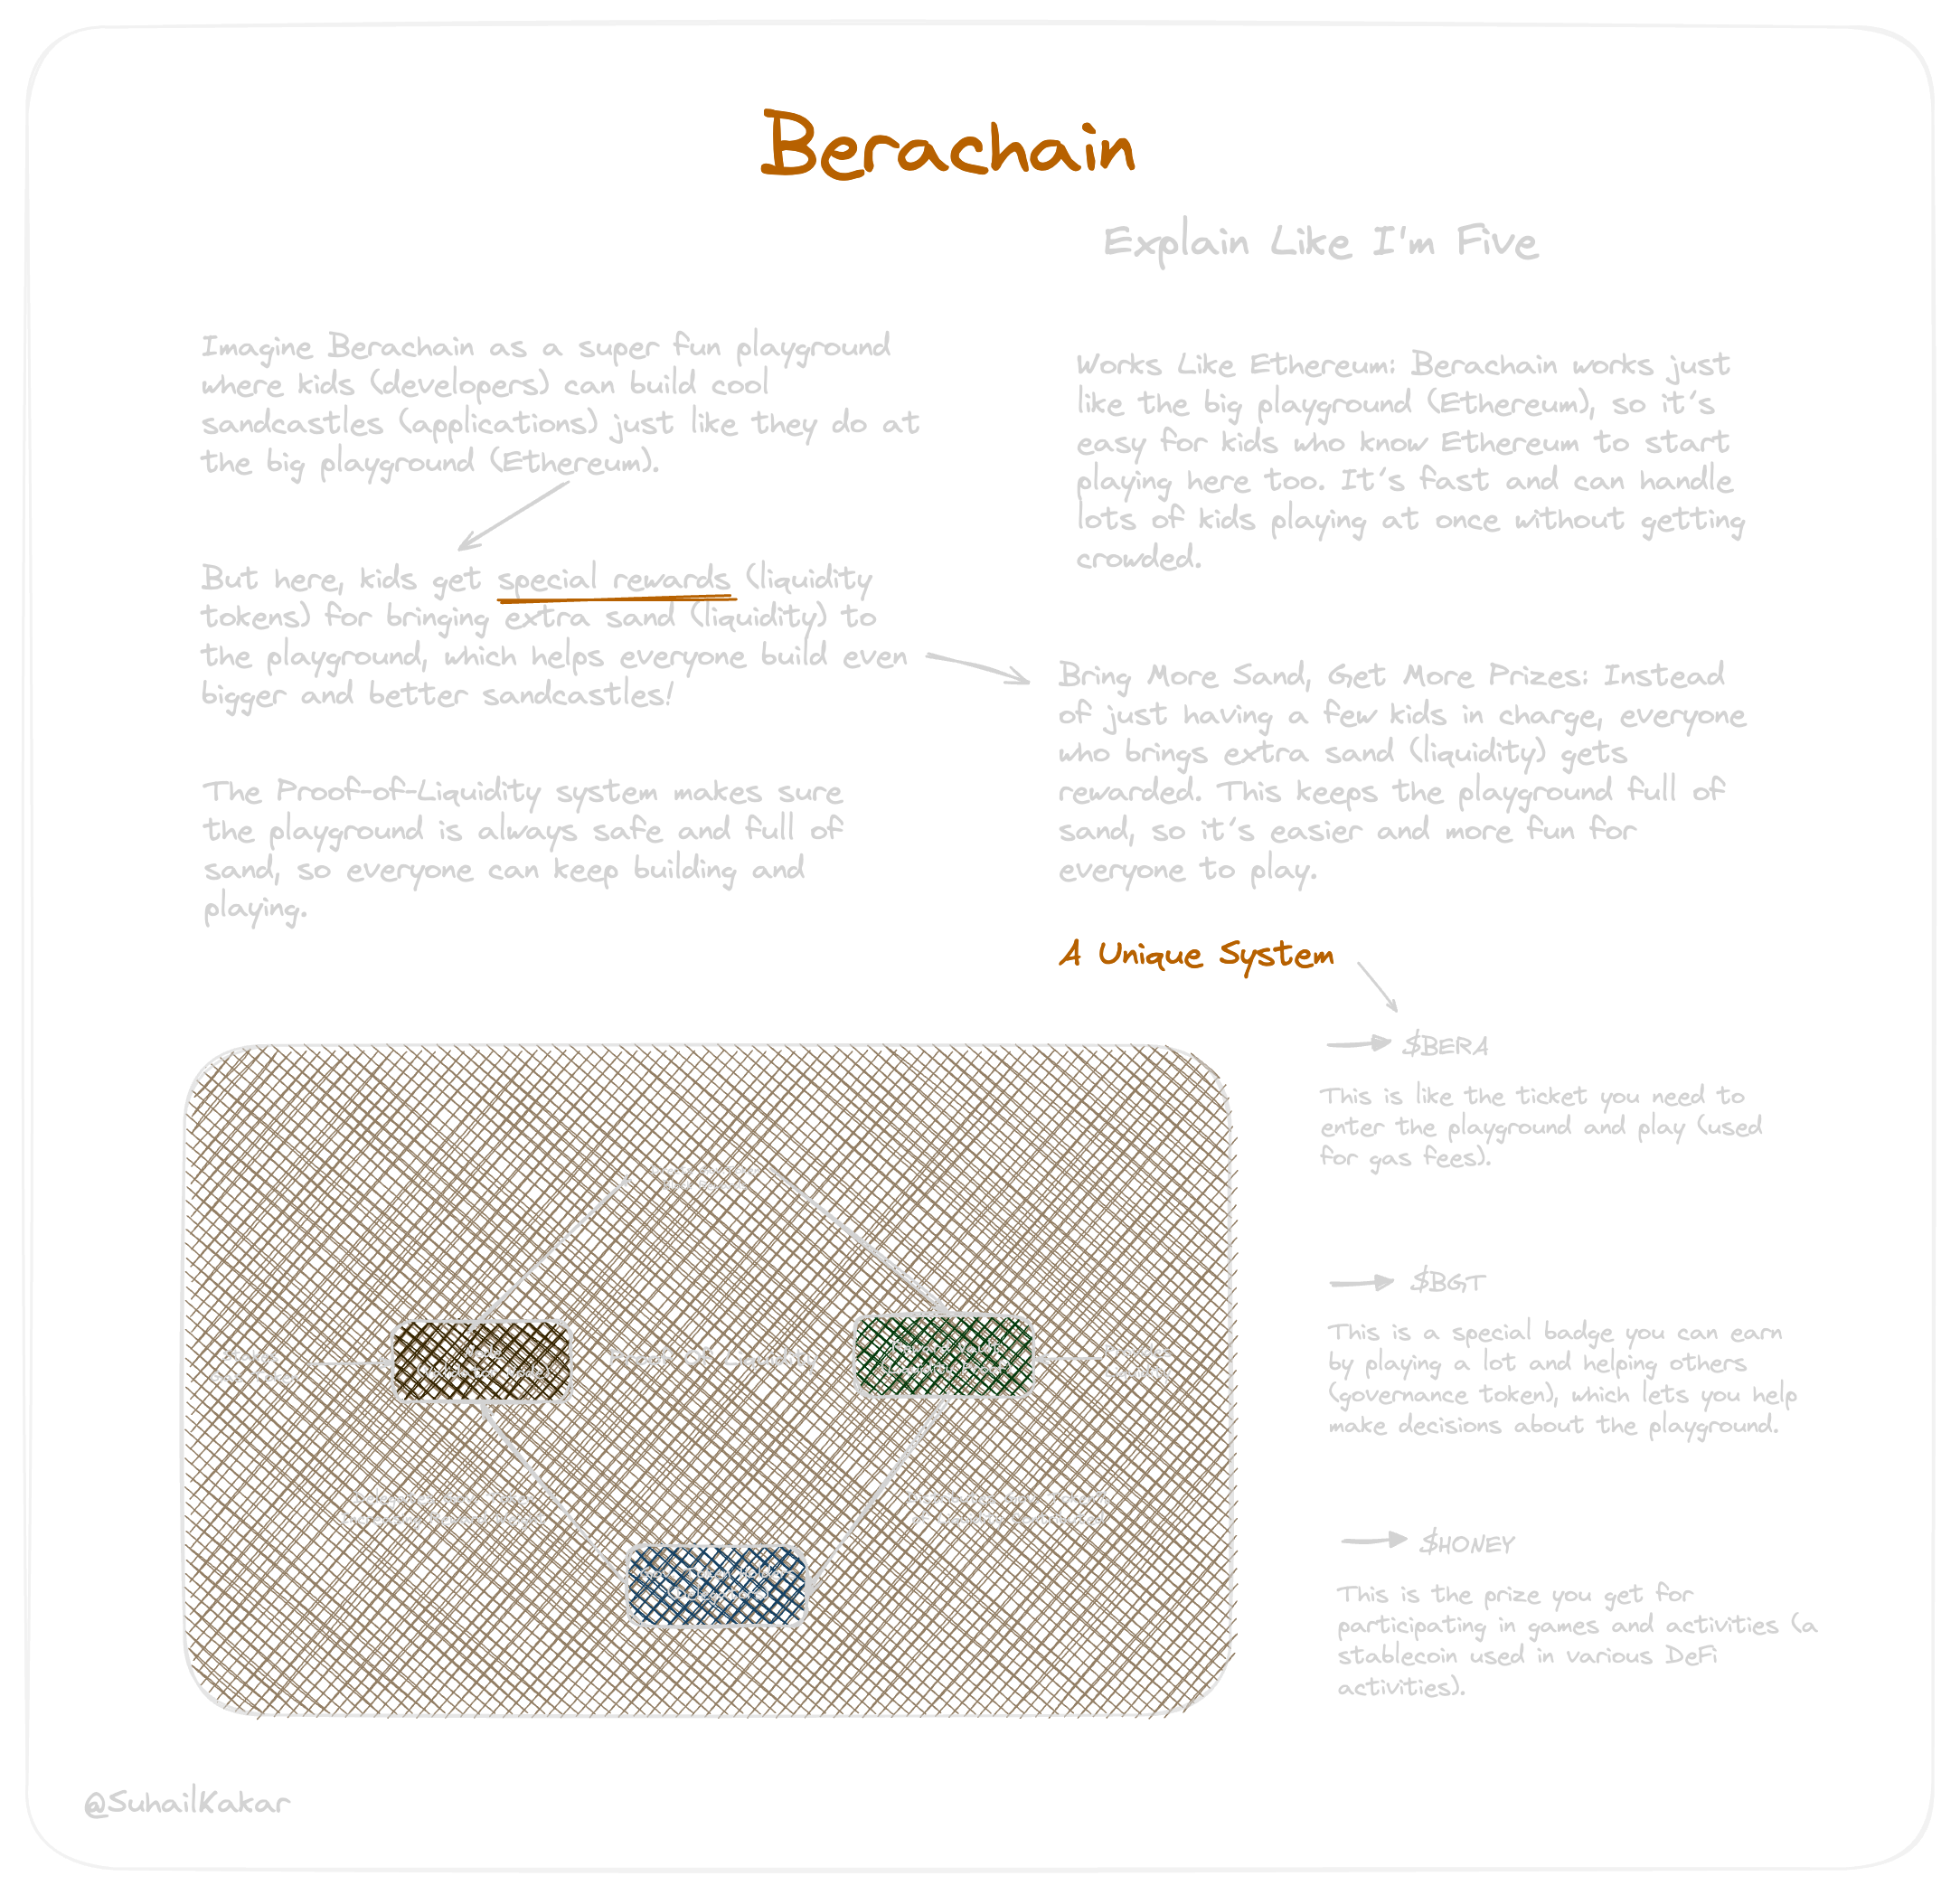 Berachain
Explain Like I'm Five
Imagine Berachain as a super fun playground
where kids (developers) can build cool
sandcastles (applications) just like they do at
the big playground (Ethereum).
But here, kids get special rewards (liquidity
tokens) for bringing extra sand (liquidity) to
the playground, which helps everyone build even
bigger and better sandcastles!
The Proof-of-Liquidity system makes sure
the playground is always safe and full of
sand, so everyone can keep building and
playing.
Works Like Ethereum: Berachain works just
like the big playground (Ethereum), so it's
easy for kids who know Ethereum to start
playing here too. It's fast and can handle
lots of kids playing at once without getting
crowded.
Bring More Sand, Get More Prizes: Instead
of just having a few kids in charge, everyone
who brings extra sand (liquidity) gets
rewarded. This keeps the playground full of
sand, so it's easier and more fun for
everyone to play.
A Unique System
$BERA
This is like the ticket you need to
enter the playground and play (used
for gas fees).
$BGT
This is a special badge you can earn
by playing a lot and helping others
(governance token), which lets you help
make decisions about the playground.
$HONEY
This is the prize you get for
participating in games and activities (a
stablecoin used in various DeFi
activities).
Proof Of Liquidity
@SuhailKakar